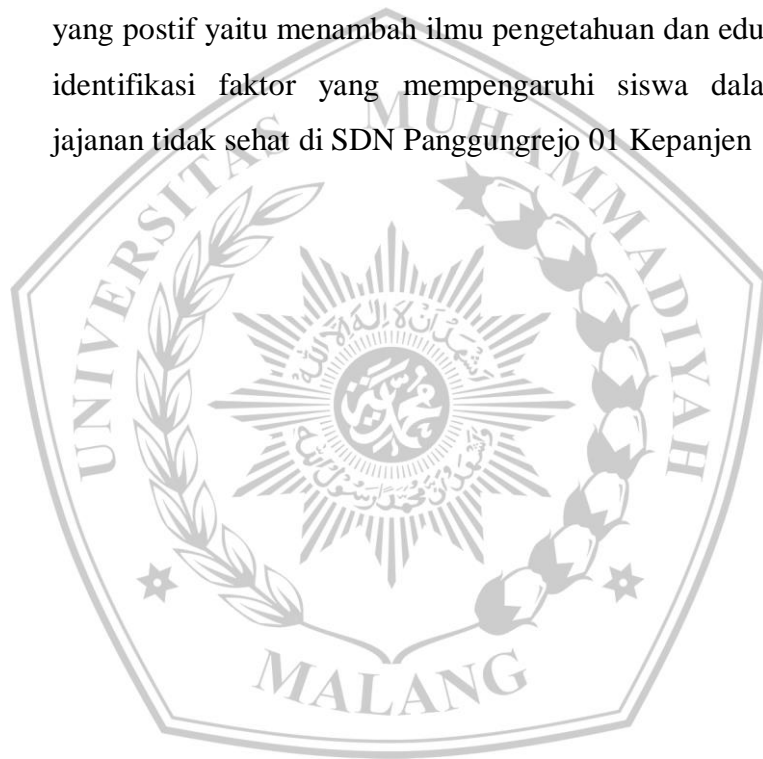 yang postif yaitu menambah ilmu pengetahuan dan edu
identifikasi faktor yang mempengaruhi siswa dala
jajanan tidak sehat di SDN Panggungrejo 01 Kepanjen
UNIVERSITAS MUHAMMADIYAH
MALANG